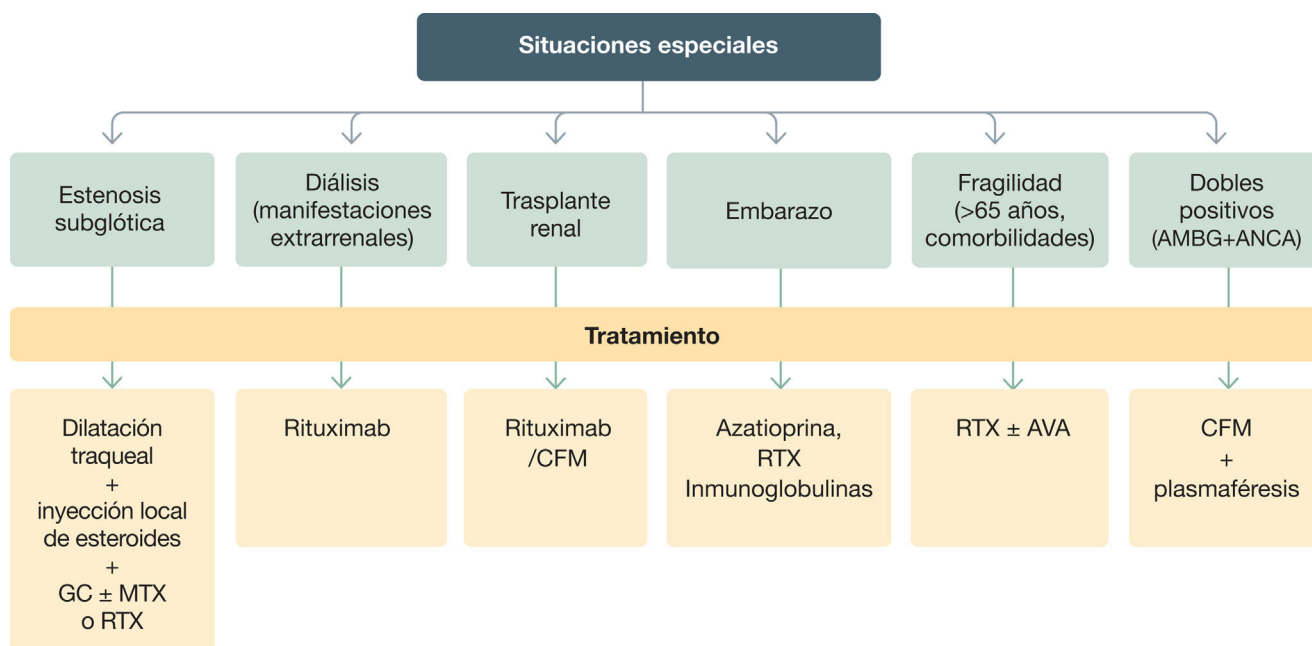 Situaciones especiales
Estenosis
subglótica
Diálisis
(manifestaciones
extrarrenales)
Trasplante
renal
Embarazo
Fragilidad
(>65 años,
comorbilidades)
Dobles
positivos
(AMBG+ANCA)
Tratamiento
Dilatación
traqueal
+
inyección local
de esteroides
+
GC ± MTX
o RTX
Rituximab
Rituximab
/CFM
Azatioprina,
RTX
Inmunoglobulinas
RTX ± AVA
CFM
+
plasmaféresis